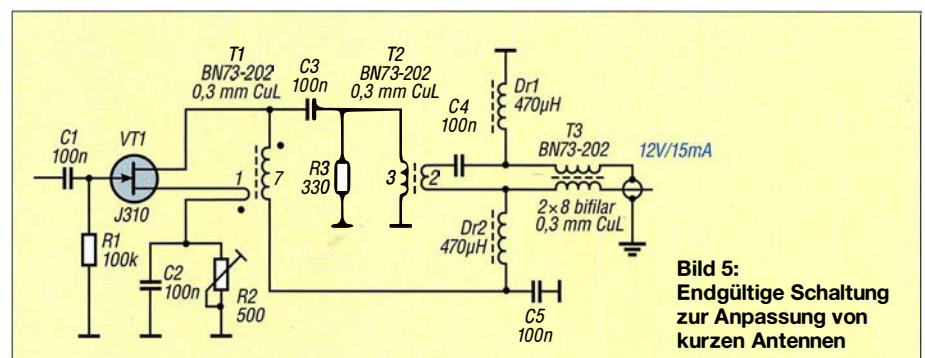 T1
BN73-202
0,3 mm CuL
C3
100n
T2
BN73-202
0,3 mm CuL
C4
100n
Dr1
470µH
T3
BN73-202
12V/15mA
C1
100n
VT1
J310
1
7
R3
330
3
2
2×8 bifilar
0,3 mm CuL
R1
100k
C2
100n
R2
500
Dr2
470µH
C5
100n
Bild 5:
Endgültige Schaltung
zur Anpassung von
kurzen Antennen